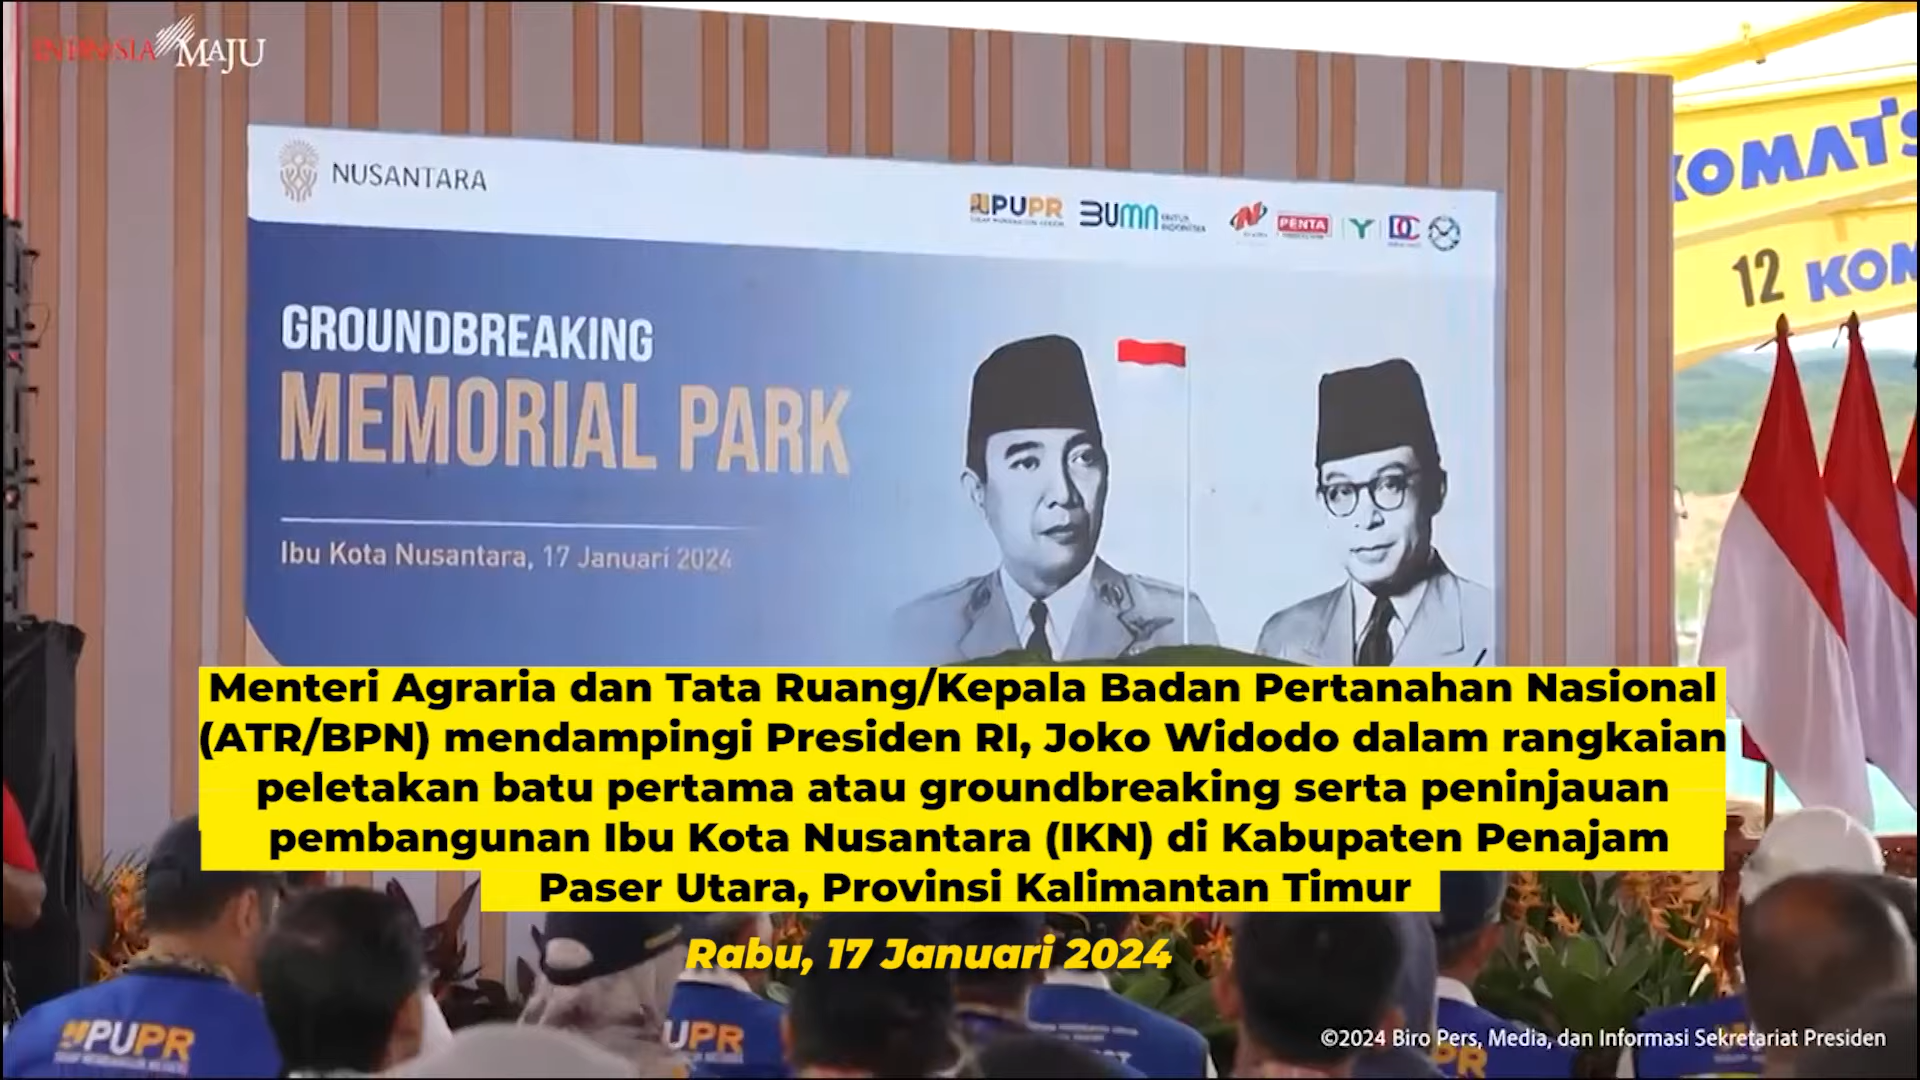 INDONESIA MAJU
NUSANTARA
PUPR
BUMN
PENTA
DC
KOMATS
12 KOM
GROUNDBREAKING
MEMORIAL PARK
Ibu Kota Nusantara, 17 Januari 2024
Menteri Agraria dan Tata Ruang/Kepala Badan Pertanahan Nasional
(ATR/BPN) mendampingi Presiden RI, Joko Widodo dalam rangkaian
peletakan batu pertama atau groundbreaking serta peninjauan
pembangunan Ibu Kota Nusantara (IKN) di Kabupaten Penajam
Paser Utara, Provinsi Kalimantan Timur
Rabu, 17 Januari 2024
PUPR
UPR
PR
©2024 Biro Pers, Media, dan Informasi Sekretariat Presiden